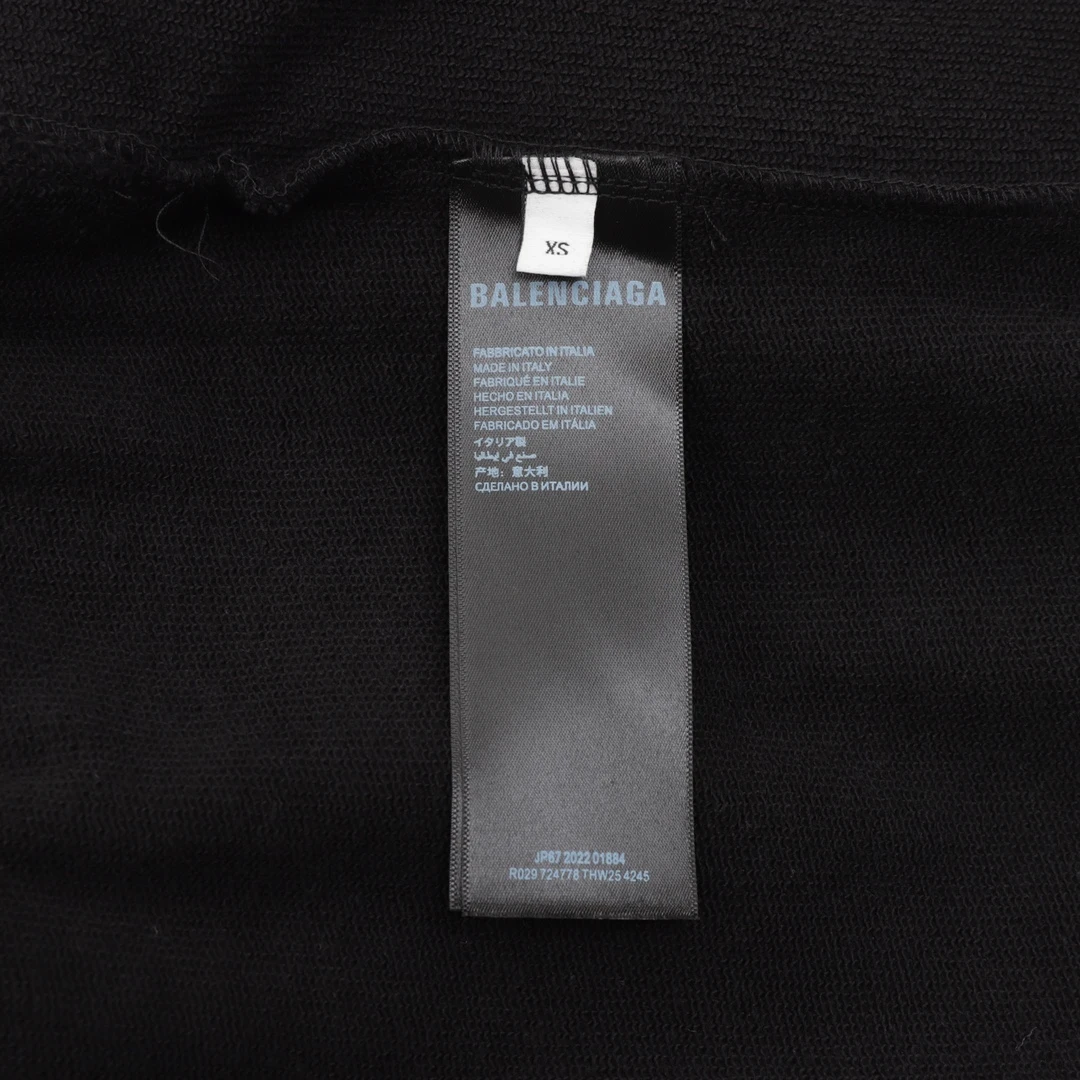 XS
BALENCIAGA
FABBRICATO IN ITALIA
MADE IN ITALY
FABRIQUÉ EN ITALIE
HECHO EN ITALIA
HERGESTELLT IN ITALIEN
FABRICADO EM ITÁLIA
イタリア製
صنع في إيطاليا
产地：意大利
СДЕЛАНО В ИТАЛИИ
JP67 2022 01884
R029 724778 THW25 4245